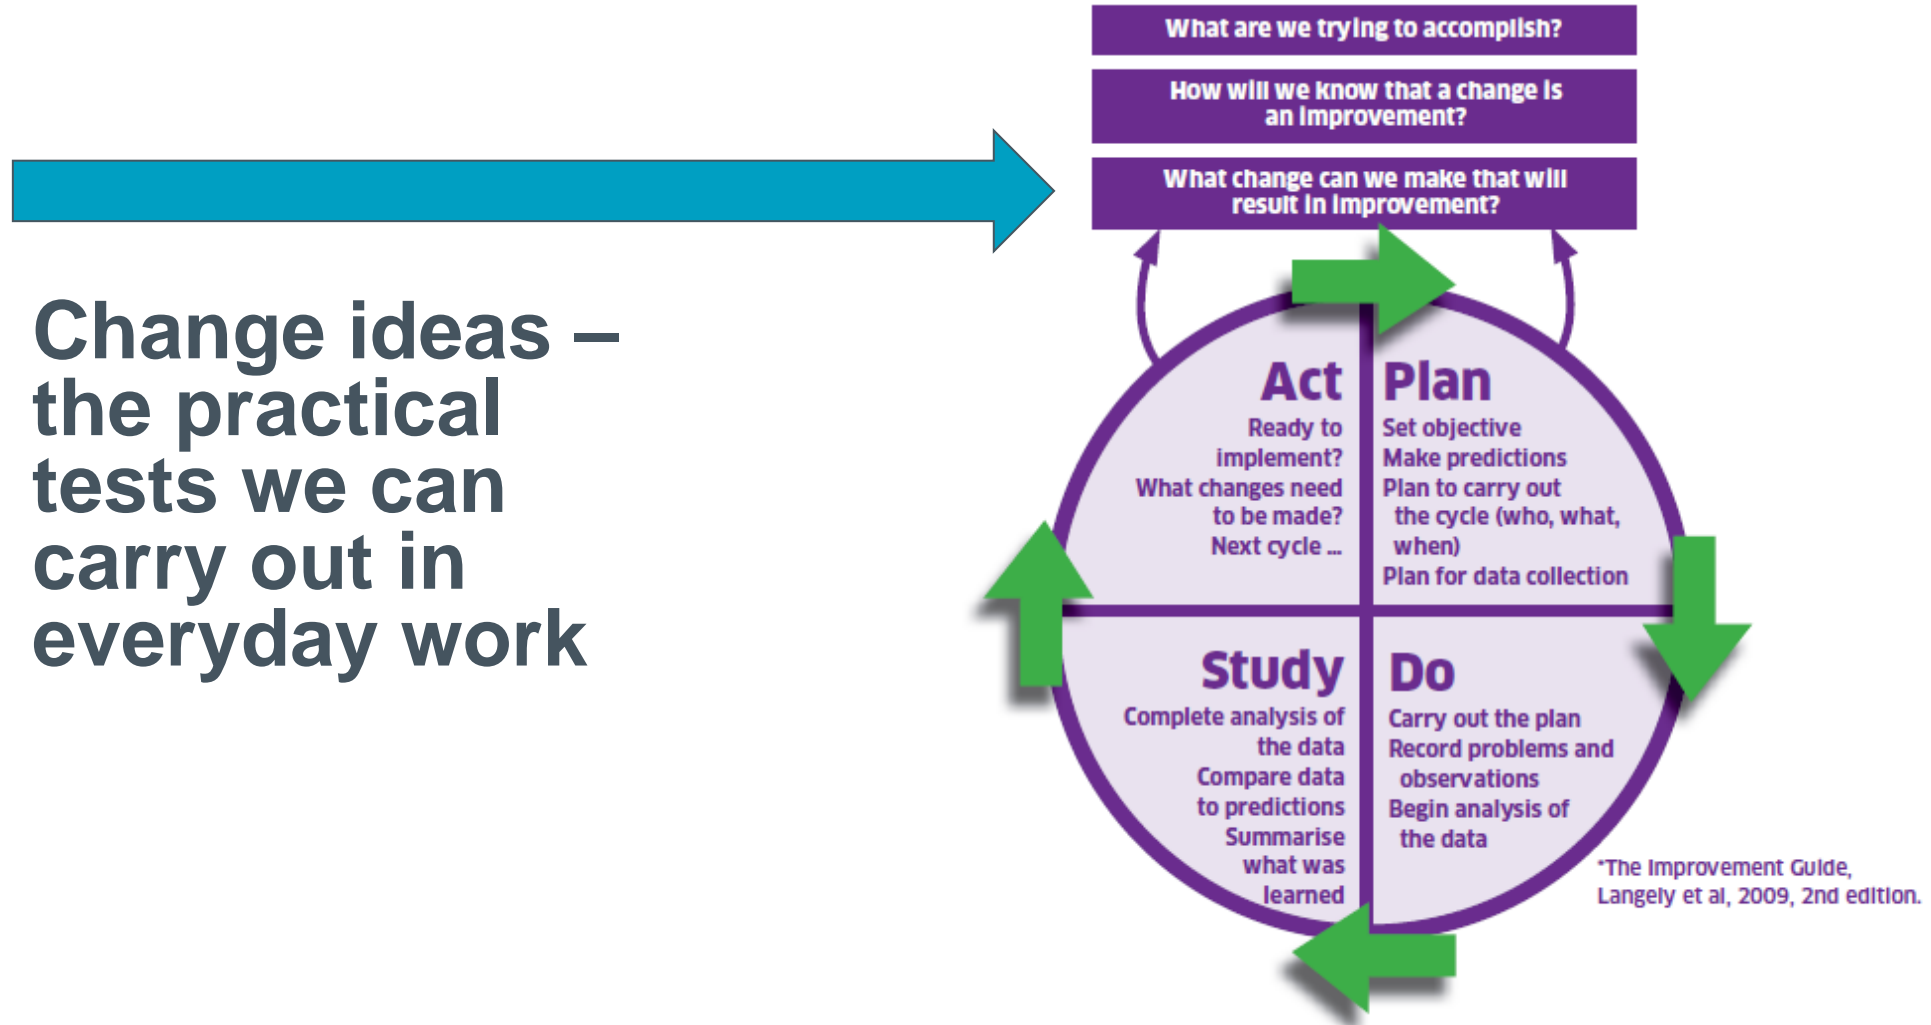 Change ideas –
the practical
tests we can
carry out in
everyday work
What are we trying to accomplish?
How will we know that a change is
an improvement?
What change can we make that will
result in improvement?
Act
Ready to
implement?
What changes need
to be made?
Next cycle ...
Plan
Set objective
Make predictions
Plan to carry out
the cycle (who, what,
when)
Plan for data collection
Study
Complete analysis of
the data
Compare data
to predictions
Summarise
what was
learned
Do
Carry out the plan
Record problems and
observations
Begin analysis of
the data
*The Improvement Guide,
Langely et al, 2009, 2nd edition.